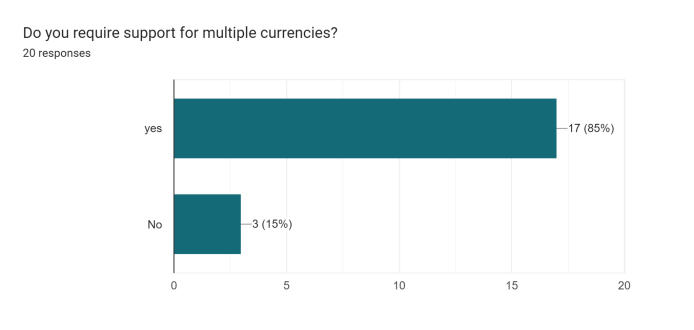 Do you require support for multiple currencies?
20 responses
yes
17 (85%)
No
3 (15%)
0 5 10 15 20